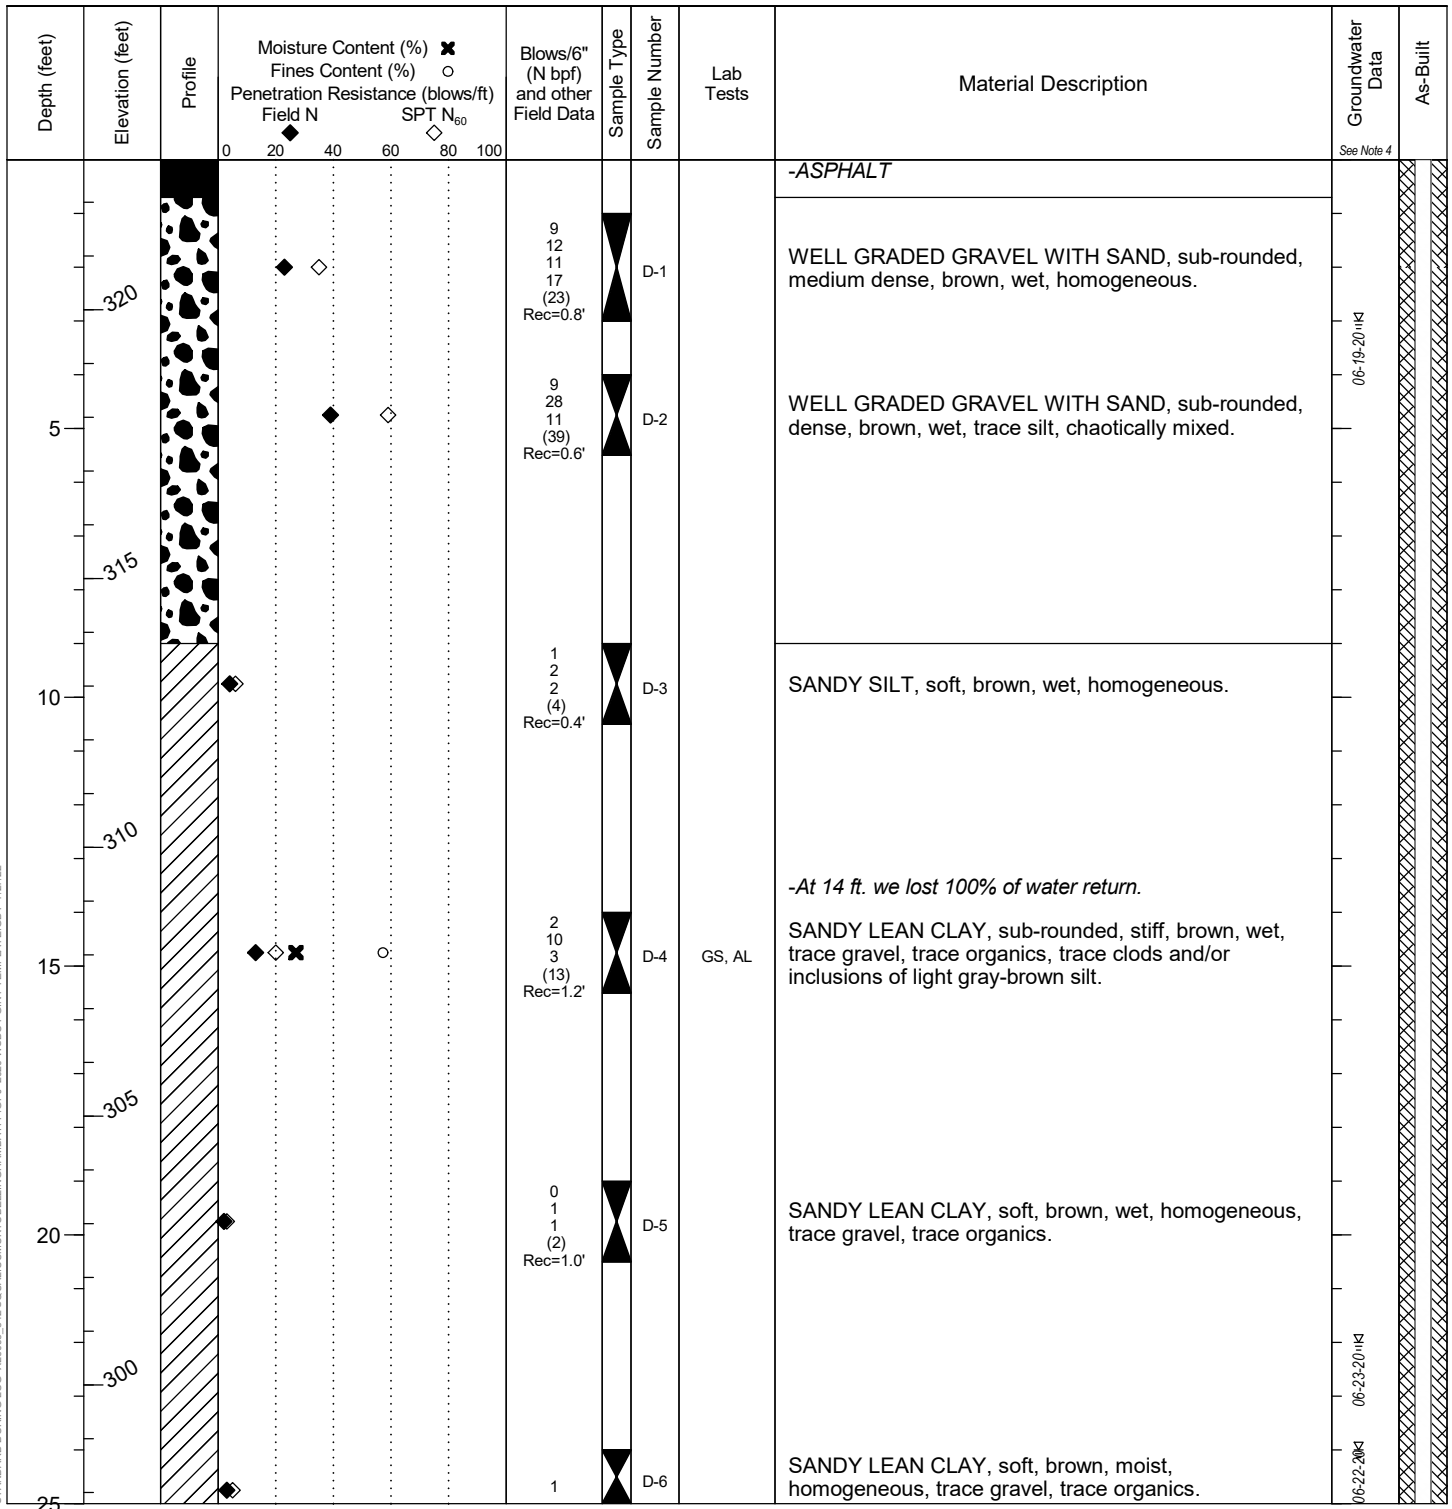 Depth (feet)
Elevation (feet)
Profile
Moisture Content (%)
Fines Content (%)
Penetration Resistance (blows/ft)
Field N SPT N60
0 20 40 60 80 100
Blows/6"
(N bpf)
and other
Field Data
Sample Type
Sample Number
Lab
Tests
Material Description
Groundwater
Data
See Note 4
As-Built
-ASPHALT
9
12
11
17
(23)
Rec=0.8'
D-1
WELL GRADED GRAVEL WITH SAND, sub-rounded,
medium dense, brown, wet, homogeneous.
320
06-19-20
9
28
11
(39)
Rec=0.6'
D-2
WELL GRADED GRAVEL WITH SAND, sub-rounded,
dense, brown, wet, trace silt, chaotically mixed.
5
315
1
2
2
(4)
Rec=0.4'
D-3
SANDY SILT, soft, brown, wet, homogeneous.
10
310
-At 14 ft. we lost 100% of water return.
2
10
3
(13)
Rec=1.2'
D-4
GS, AL
SANDY LEAN CLAY, sub-rounded, stiff, brown, wet,
trace gravel, trace organics, trace clods and/or
inclusions of light gray-brown silt.
15
305
0
1
1
(2)
Rec=1.0'
D-5
SANDY LEAN CLAY, soft, brown, wet, homogeneous,
trace gravel, trace organics.
20
300
06-23-20
1
D-6
SANDY LEAN CLAY, soft, brown, moist,
homogeneous, trace gravel, trace organics.
06-22-20
25